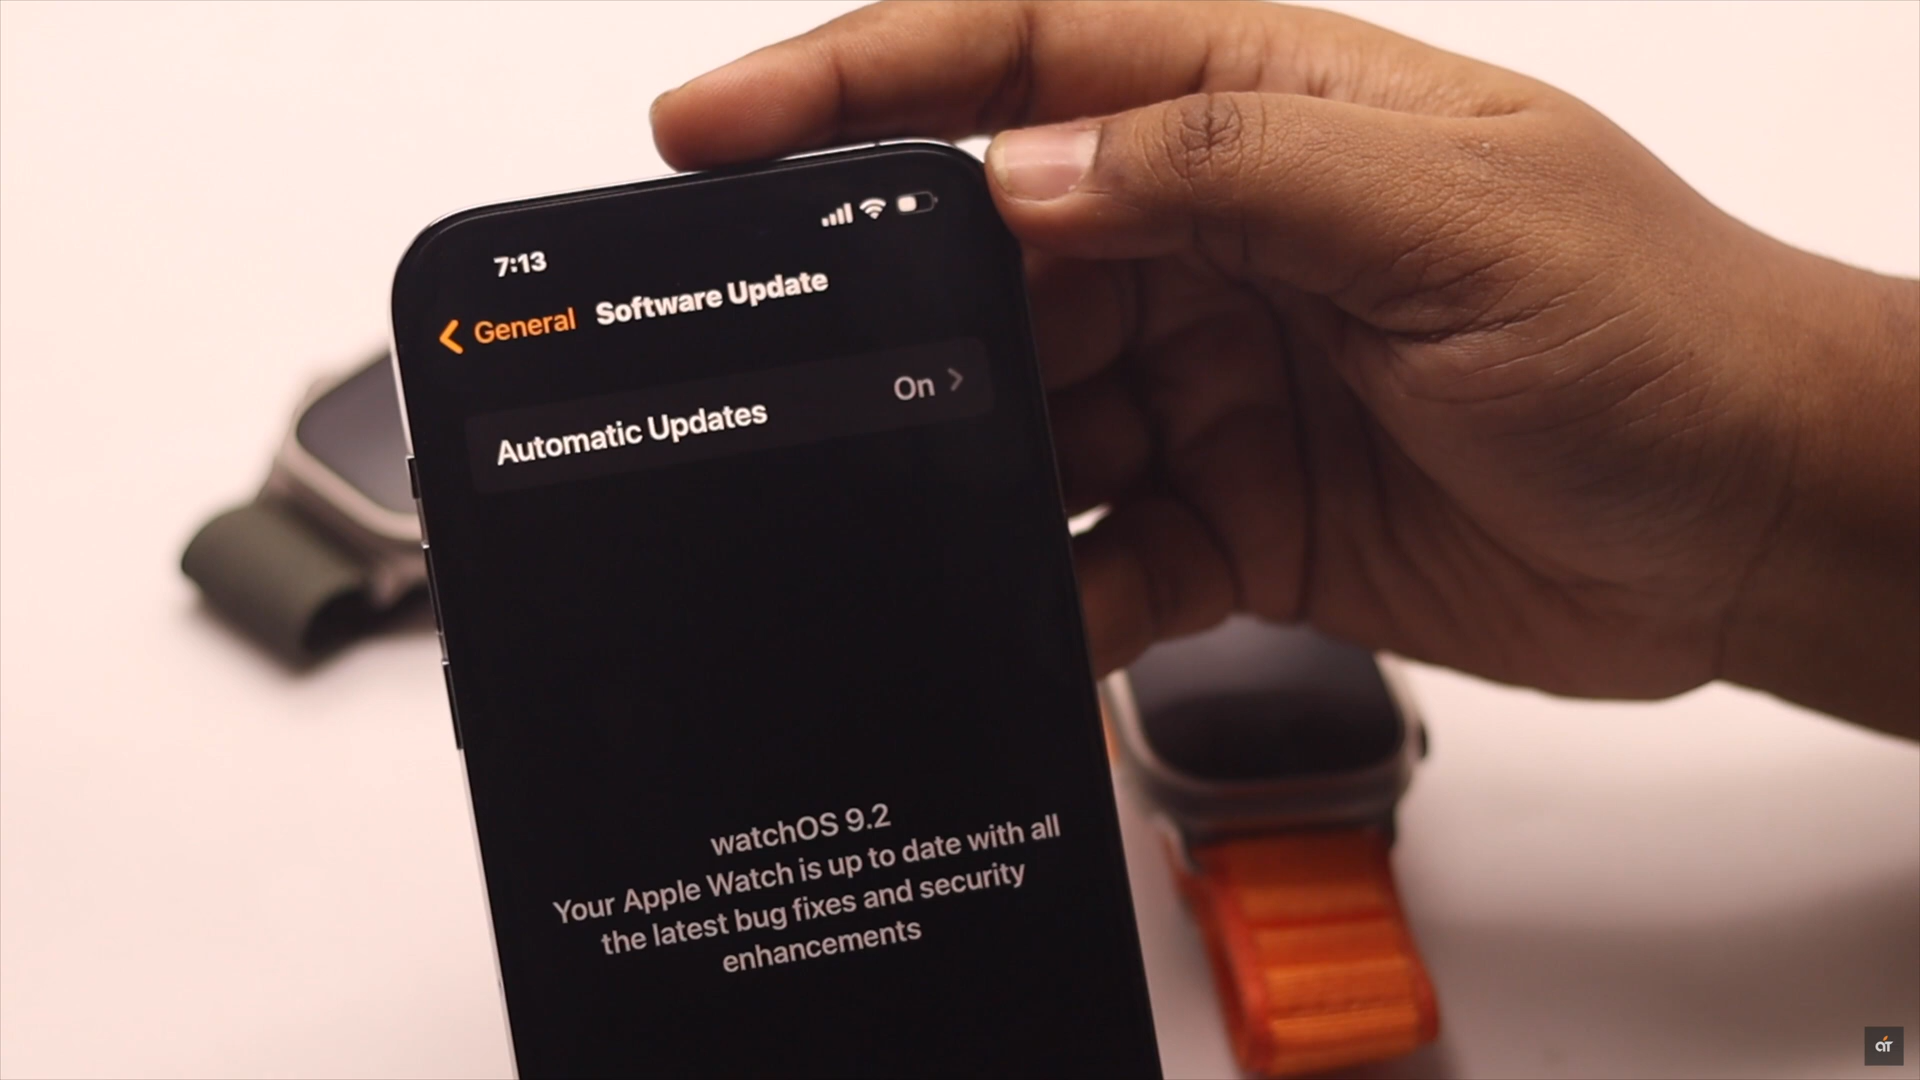 7:13
General Software Update
Automatic Updates On
watchOS 9.2
Your Apple Watch is up to date with all
the latest bug fixes and security
enhancements